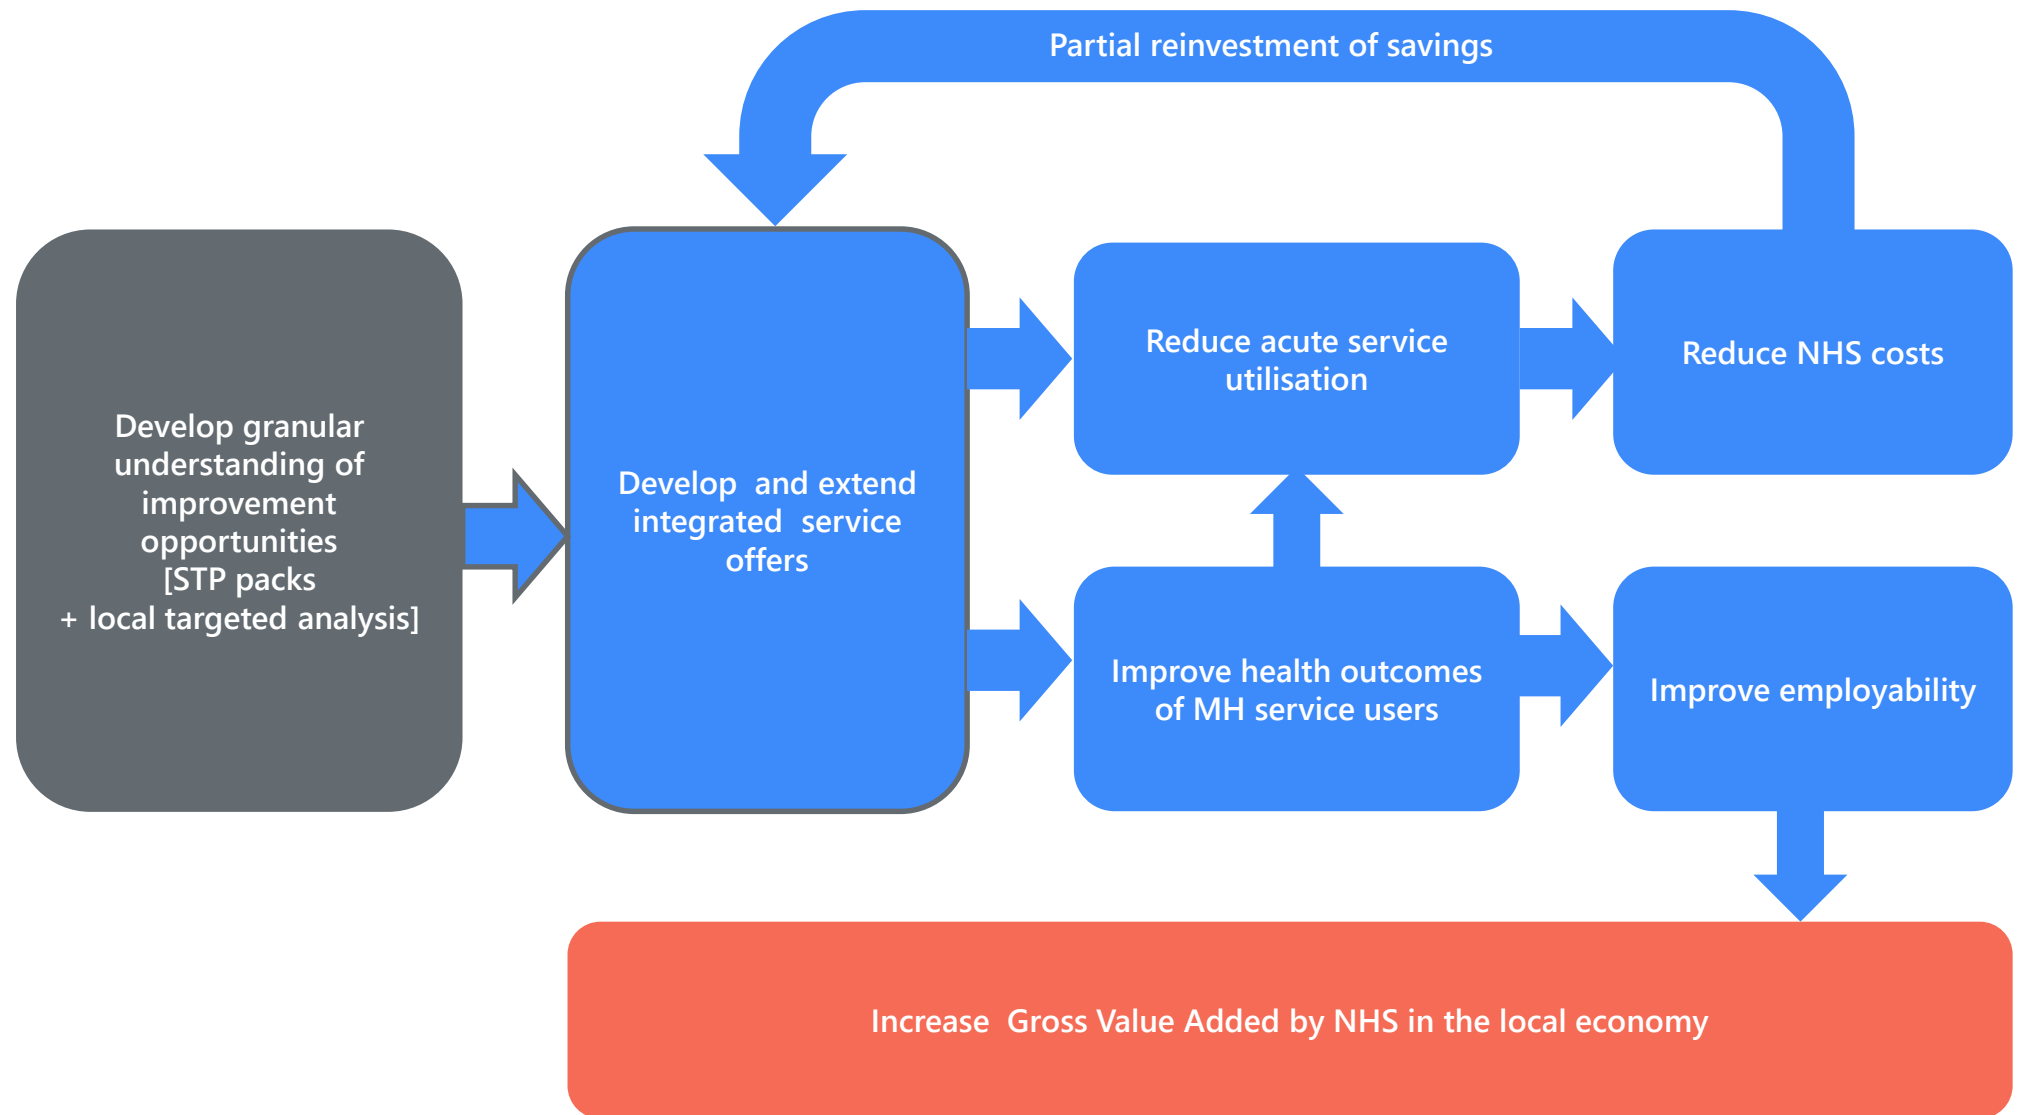 Partial reinvestment of savings
Develop granular
understanding of
improvement
opportunities
[STP packs
+ local targeted analysis]
Develop  and extend
integrated  service
offers
Reduce acute service
utilisation
Reduce NHS costs
Improve health outcomes
of MH service users
Improve employability
Increase  Gross Value Added by NHS in the local economy